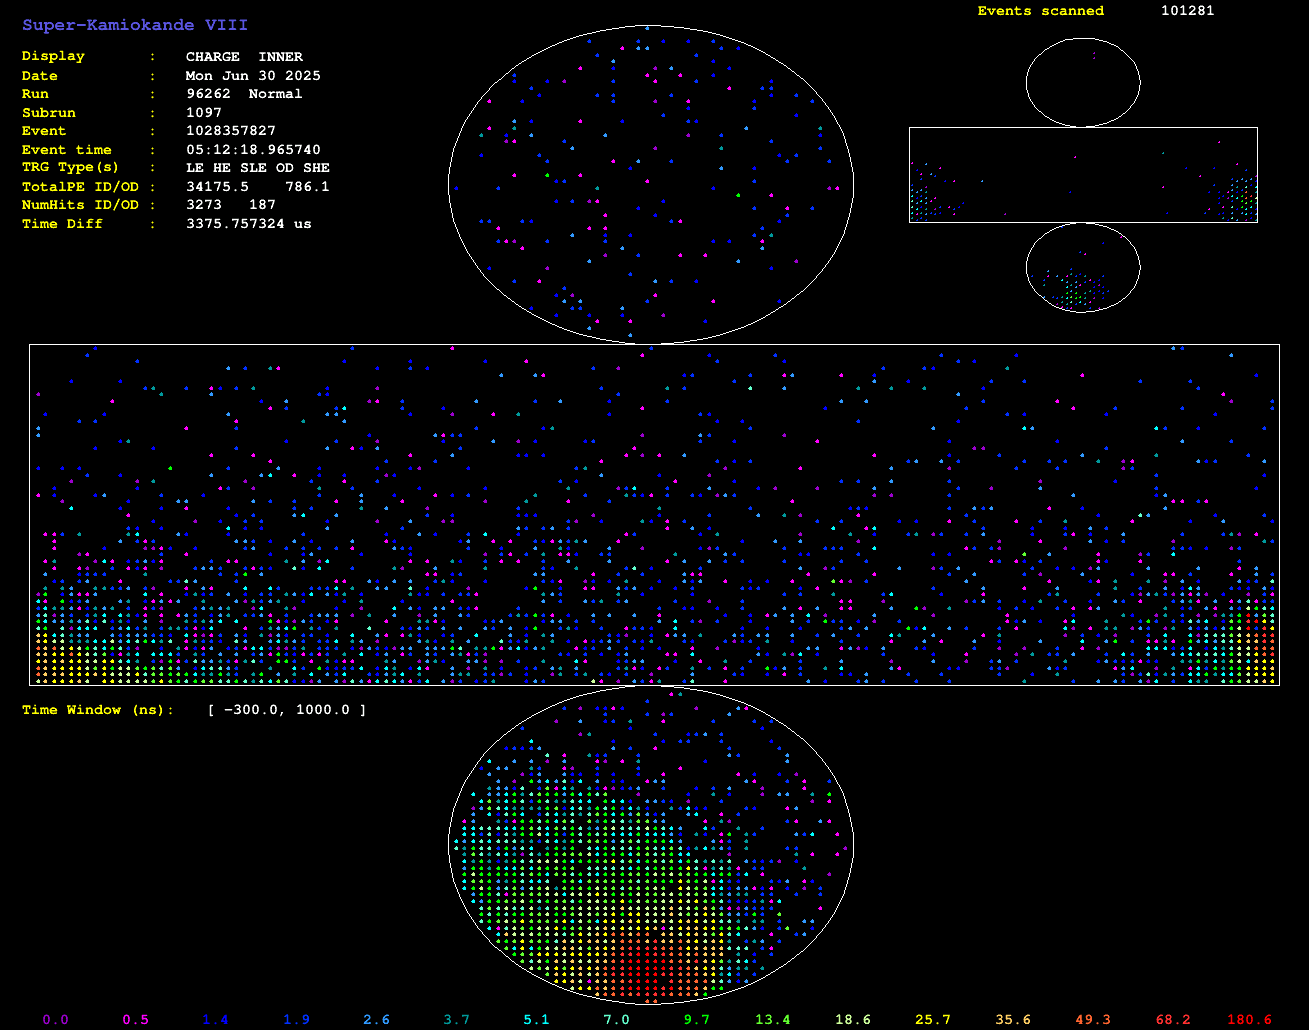 Super-Kamiokande VIII
Events scanned 101281
Display : CHARGE INNER
Date : Mon Jun 30 2025
Run : 96262 Normal
Subrun : 1097
Event : 1028357827
Event time : 05:12:18.965740
TRG Type(s) : LE HE SLE OD SHE
TotalPE ID/OD : 34175.5 786.1
NumHits ID/OD : 3273 187
Time Diff : 3375.757324 us
Time Window (ns): [ -300.0, 1000.0 ]
0.0 0.5 1.4 1.9 2.6 3.7 5.1 7.0 9.7 13.4 18.6 25.7 35.6 49.3 68.2 180.6